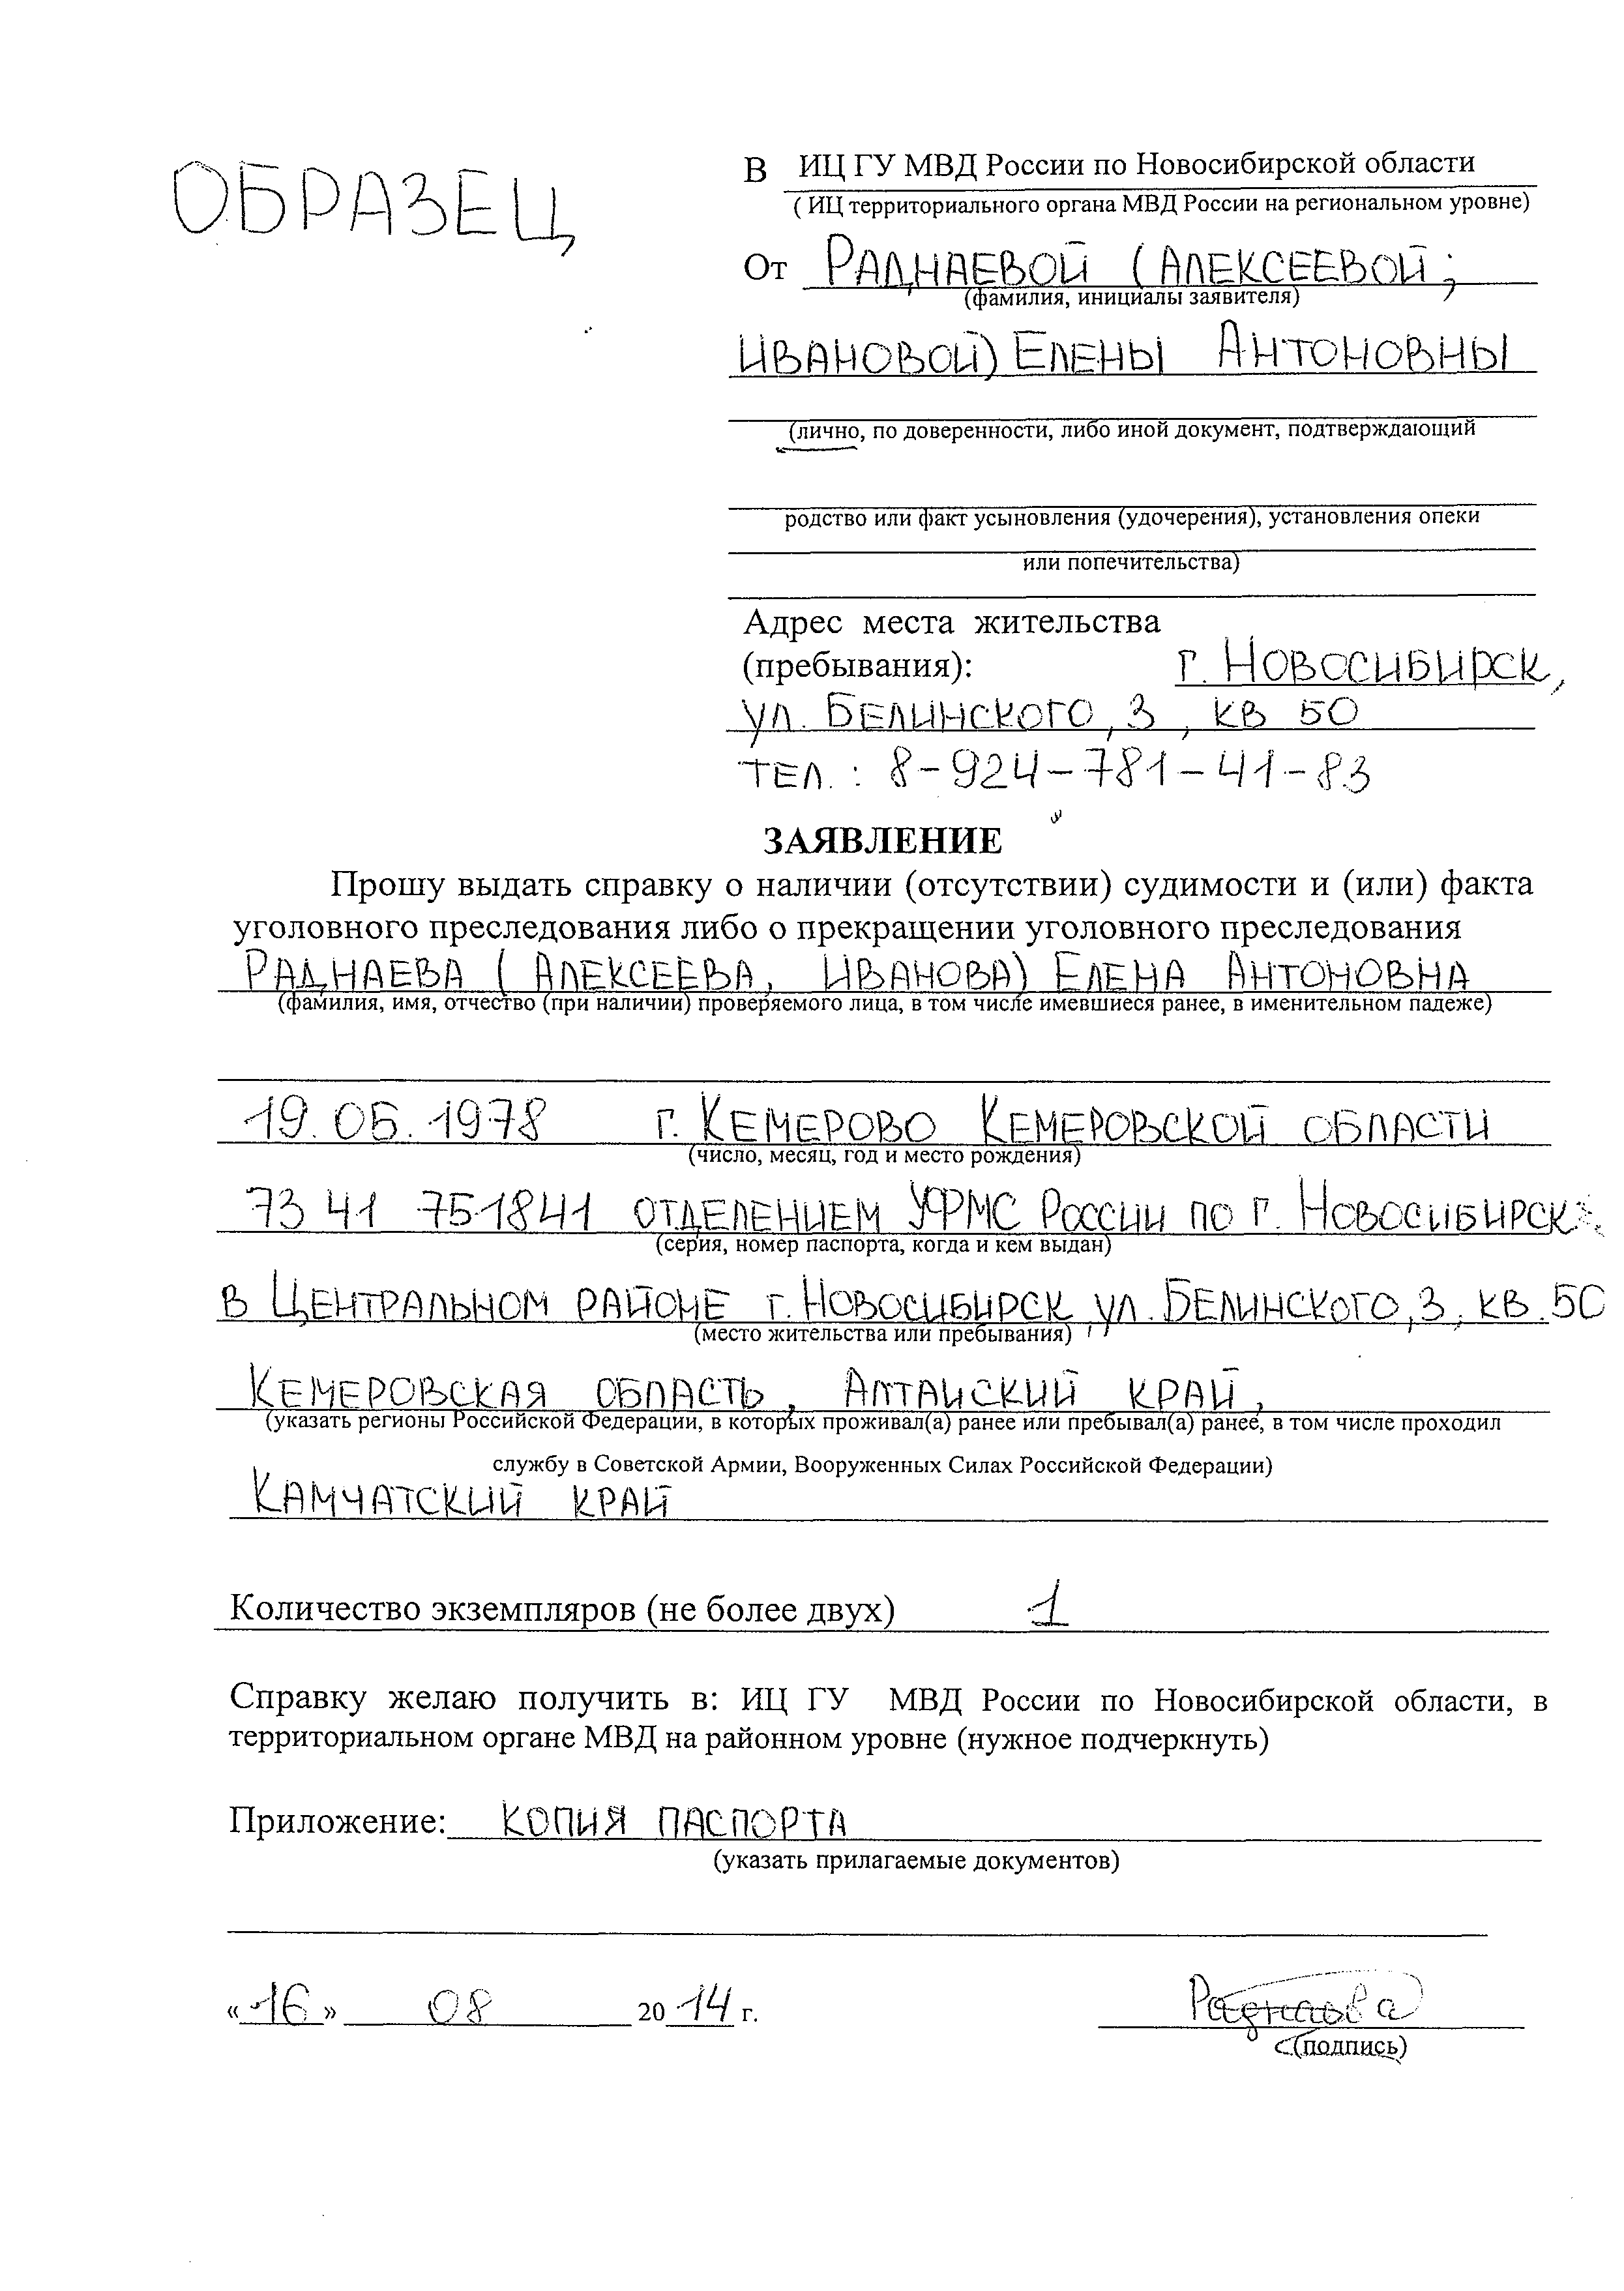 ОБРАЗЕЦ
В ИЦ ГУ МВД России по Новосибирской области
( ИЦ территориального органа МВД России на региональном уровне)
От РАДНАЕВОЙ (АЛЕКСЕЕВОЙ,
(фамилия, инициалы заявителя)
ИВАНОВОЙ) ЕЛЕНЫ АНТОНОВНЫ
(лично, по доверенности, либо иной документ, подтверждающий
родство или факт усыновления (удочерения), установления опеки
или попечительства)
Адрес места жительства
(пребывания): Г. НОВОСИБИРСК,
УЛ. БЕЛИНСКОГО, 3, КВ 50
ТЕЛ. : 8-924-781-41-83
ЗАЯВЛЕНИЕ
Прошу выдать справку о наличии (отсутствии) судимости и (или) факта
уголовного преследования либо о прекращении уголовного преследования
РАДНАЕВА ( АЛЕКСЕЕВА, ИВАНОВА) ЕЛЕНА АНТОНОВНА
(фамилия, имя, отчество (при наличии) проверяемого лица, в том числе имевшиеся ранее, в именительном падеже)
19.06.1978 Г. КЕМЕРОВО КЕМЕРОВСКОЙ ОБЛАСТИ
(число, месяц, год и место рождения)
73 41 751841 ОТДЕЛЕНИЕМ УФМС РОССИИ ПО Г. НОВОСИБИРСК
(серия, номер паспорта, когда и кем выдан)
В ЦЕНТРАЛЬНОМ РАЙОНЕ Г. НОВОСИБИРСК, УЛ. БЕЛИНСКОГО, 3, КВ. 50
(место жительства или пребывания)
КЕМЕРОВСКАЯ ОБЛАСТЬ, АЛТАЙСКИЙ КРАЙ,
(указать регионы Российской Федерации, в которых проживал(а) ранее или пребывал(а) ранее, в том числе проходил
службу в Советской Армии, Вооруженных Силах Российской Федерации)
КАМЧАТСКИЙ КРАЙ
Количество экземпляров (не более двух) 1
Справку желаю получить в: ИЦ ГУ МВД России по Новосибирской области, в
территориальном органе МВД на районном уровне (нужное подчеркнуть)
Приложение: КОПИЯ ПАСПОРТА
(указать прилагаемые документов)
«16» 08 2014 г. Раднаева
(подпись)